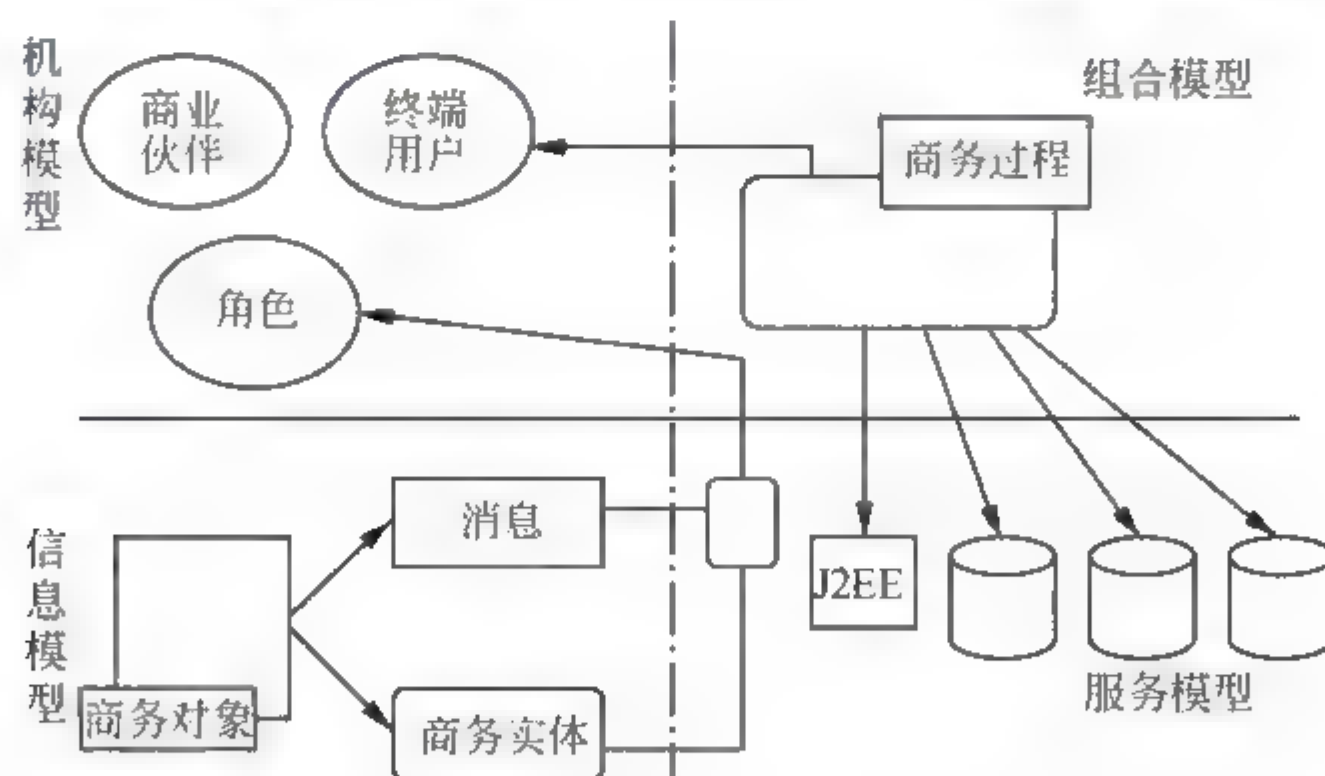 机构模型
商业
伙伴
终端
用户
角色
组合模型
商务过程
信息模型
消息
商务对象
商务实体
J2EE
服务模型